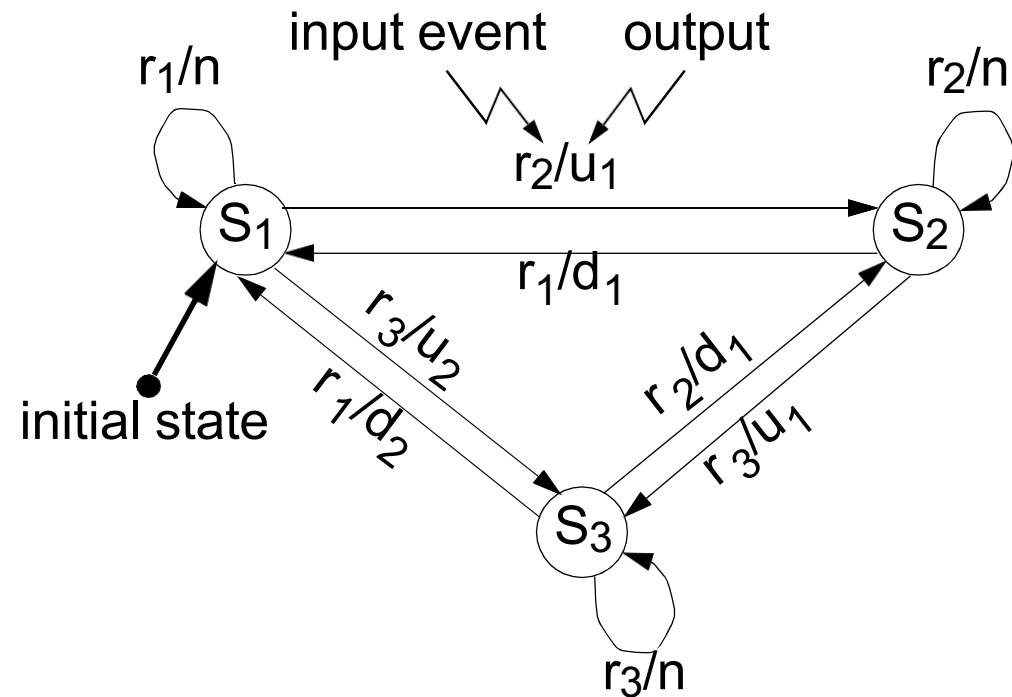 input event output
r1/n
r2/n
r2/u1
S1
S2
r1/d1
r3/u2
r2/d1
initial state
r1/d2
r3/u1
S3
r3/n